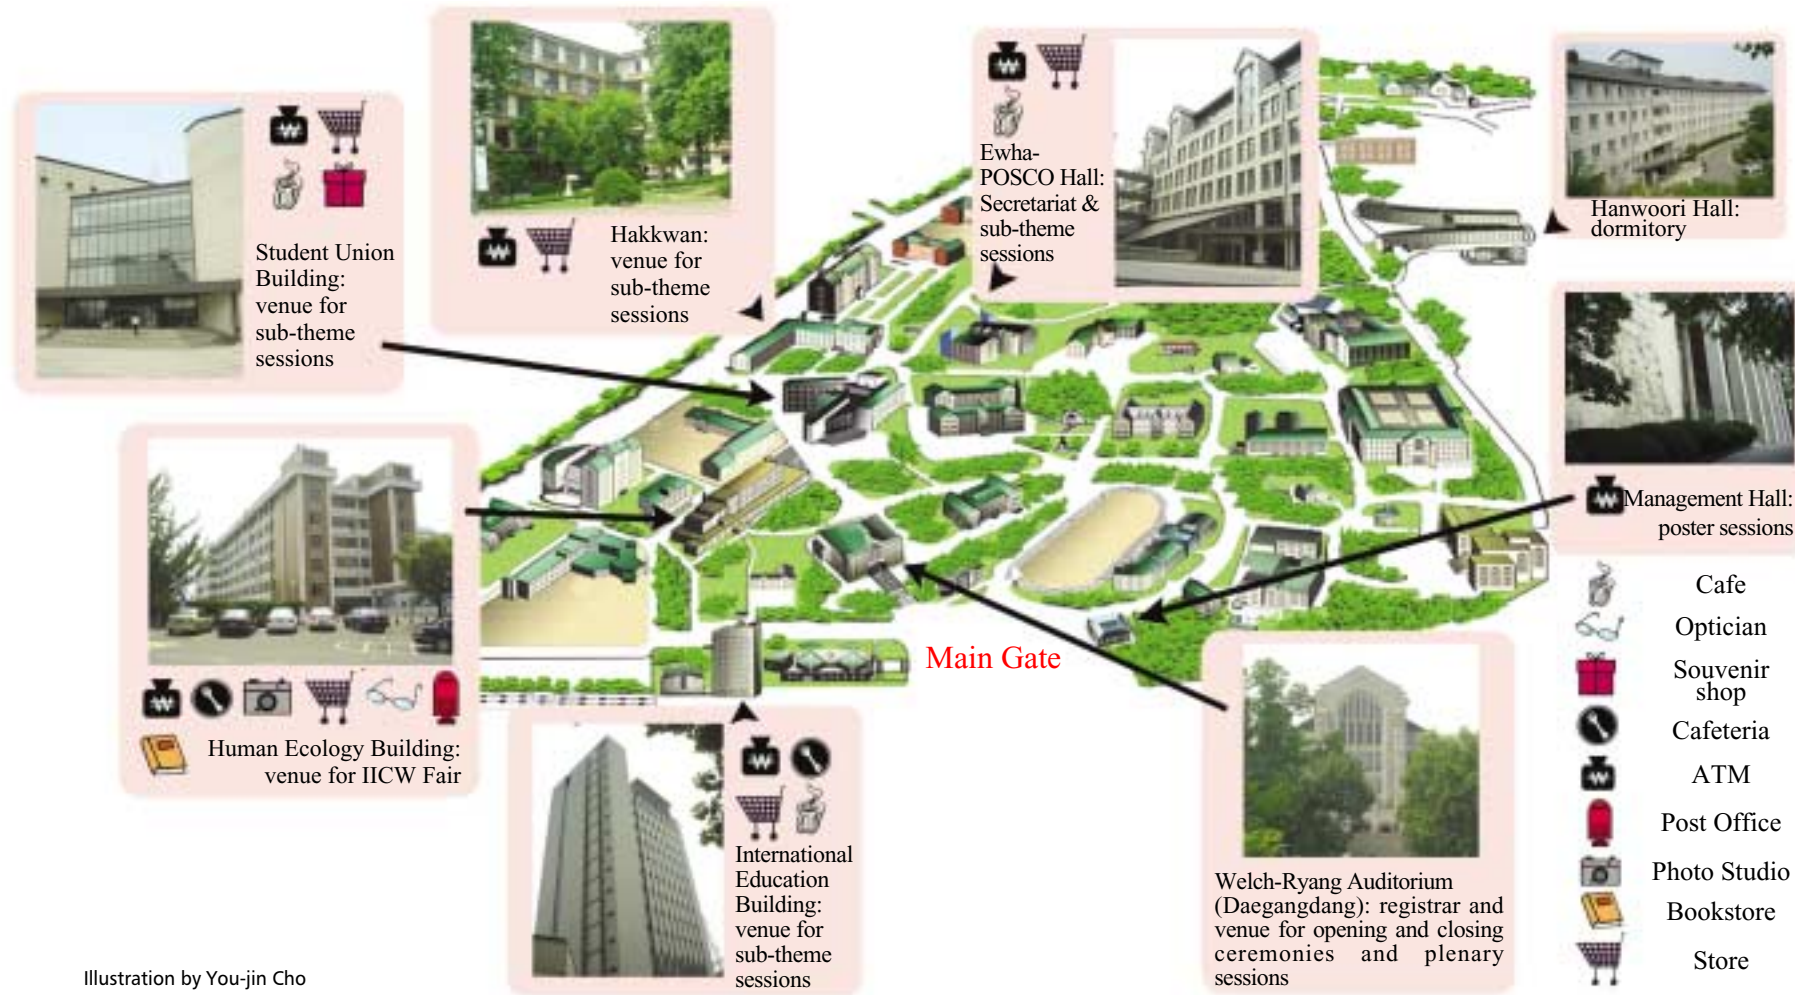 Student Union
Building:
venue for
sub-theme
sessions
Hakkwan:
venue for
sub-theme
sessions
Ewha-
POSCO Hall:
Secretariat &
sub-theme
sessions
Hanwoori Hall:
dormitory
Management Hall:
poster sessions
Human Ecology Building:
venue for IICW Fair
Main Gate
International
Education
Building:
venue for
sub-theme
sessions
Welch-Ryang Auditorium
(Daegangdang): registrar and
venue for opening and closing
ceremonies and plenary
sessions
Cafe
Optician
Souvenir
shop
Cafeteria
ATM
Post Office
Photo Studio
Bookstore
Store
Illustration by You-jin Cho